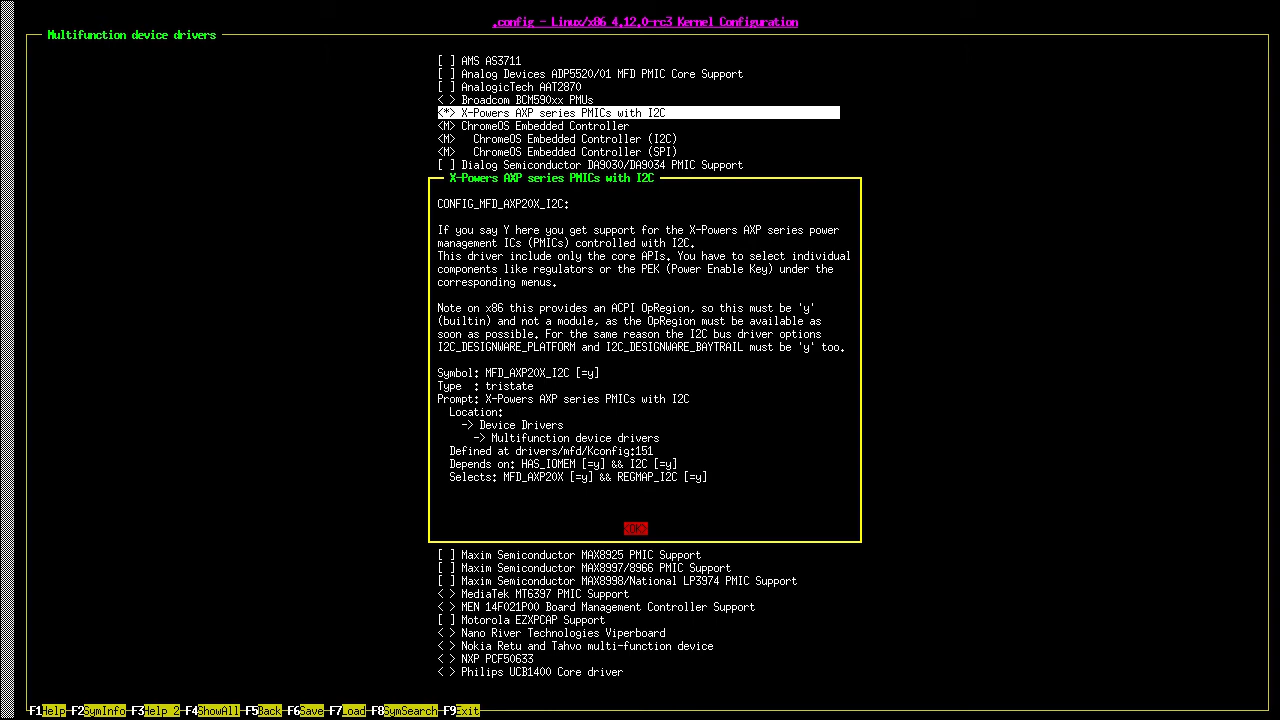 .config - Linux/x86 4.12.0-rc3 Kernel Configuration
Multifunction device drivers
[ ] AMS AS3711
[ ] Analog Devices ADP5520/01 MFD PMIC Core Support
[ ] AnalogicTech AAT2870
< > Broadcom BCM590xx PMUs
<*> X-Powers AXP series PMICs with I2C
<M> ChromeOS Embedded Controller
<M>   ChromeOS Embedded Controller (I2C)
<M>   ChromeOS Embedded Controller (SPI)
[ ] Dialog Semiconductor DA9030/DA9034 PMIC Support
X-Powers AXP series PMICs with I2C
CONFIG_MFD_AXP20X_I2C:
If you say Y here you get support for the X-Powers AXP series power
management ICs (PMICs) controlled with I2C.
This driver include only the core APIs. You have to select individual
components like regulators or the PEK (Power Enable Key) under the
corresponding menus.
Note on x86 this provides an ACPI OpRegion, so this must be 'y'
(builtin) and not a module, as the OpRegion must be available as
soon as possible. For the same reason the I2C bus driver options
I2C_DESIGNWARE_PLATFORM and I2C_DESIGNWARE_BAYTRAIL must be 'y' too.
Symbol: MFD_AXP20X_I2C [=y]
Type  : tristate
Prompt: X-Powers AXP series PMICs with I2C
  Location:
    -> Device Drivers
      -> Multifunction device drivers
  Defined at drivers/mfd/Kconfig:151
  Depends on: HAS_IOMEM [=y] && I2C [=y]
  Selects: MFD_AXP20X [=y] && REGMAP_I2C [=y]
<OK>
[ ] Maxim Semiconductor MAX8925 PMIC Support
[ ] Maxim Semiconductor MAX8997/8966 PMIC Support
[ ] Maxim Semiconductor MAX8998/National LP3974 PMIC Support
< > MediaTek MT6397 PMIC Support
< > MEN 14F021P00 Board Management Controller Support
[ ] Motorola EZXPCAP Support
< > Nano River Technologies Viperboard
< > Nokia Retu and Tahvo multi-function device
< > NXP PCF50633
< > Philips UCB1400 Core driver
F1Help-F2SymInfo-F3Help 2-F4ShowAll-F5Back-F6Save-F7Load-F8SymSearch-F9Exit